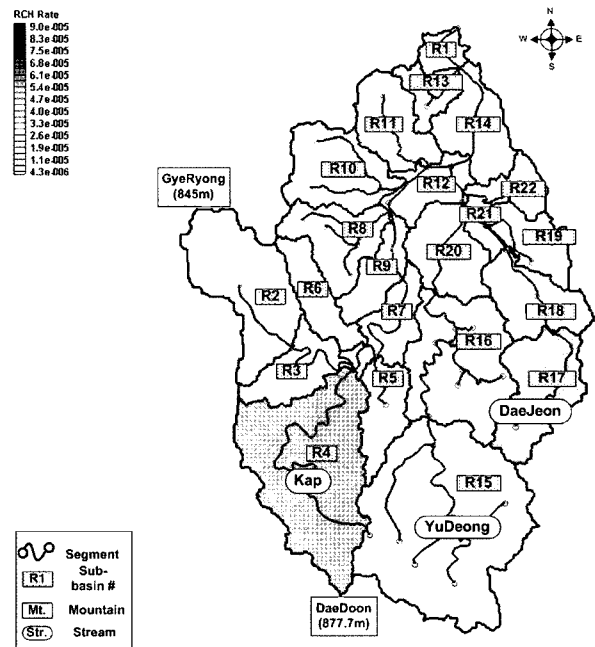 RCH Rate
9.0e-005
8.3e-005
7.5e-005
6.8e-005
6.1e-005
5.4e-005
4.7e-005
4.0e-005
3.3e-005
2.6e-005
1.9e-005
1.1e-005
4.3e-006
N
W E
S
R1
R13
R11
R14
R10
GyeRyong
(845m)
R12
R22
R21
R8
R19
R20
R9
R6
R2
R7
R18
R16
R3
R5
R17
DaeJeon
R4
Kap
R15
YuDeong
Segment
R1
Sub-
basin #
Mt.
Mountain
Str.
Stream
DaeDoon
(877.7m)